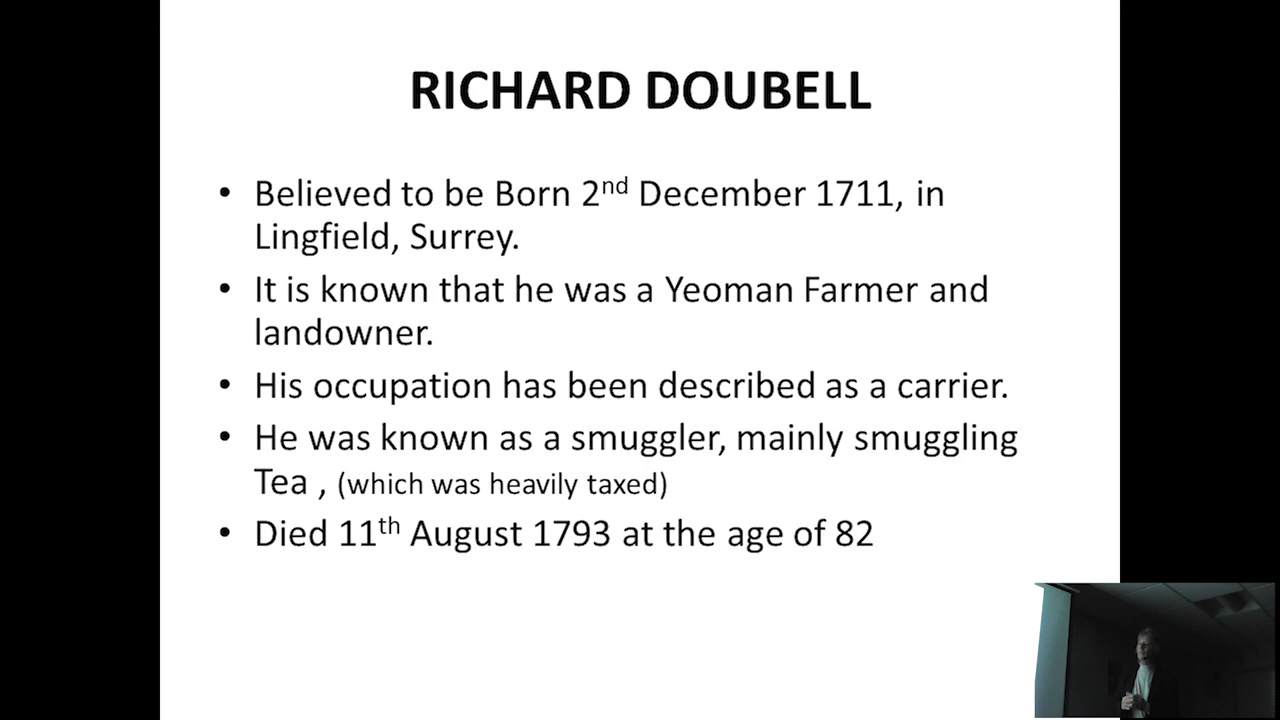 RICHARD DOUBELL
• Believed to be Born 2nd December 1711, in
Lingfield, Surrey.
• It is known that he was a Yeoman Farmer and
landowner.
• His occupation has been described as a carrier.
• He was known as a smuggler, mainly smuggling
Tea , (which was heavily taxed)
• Died 11th August 1793 at the age of 82